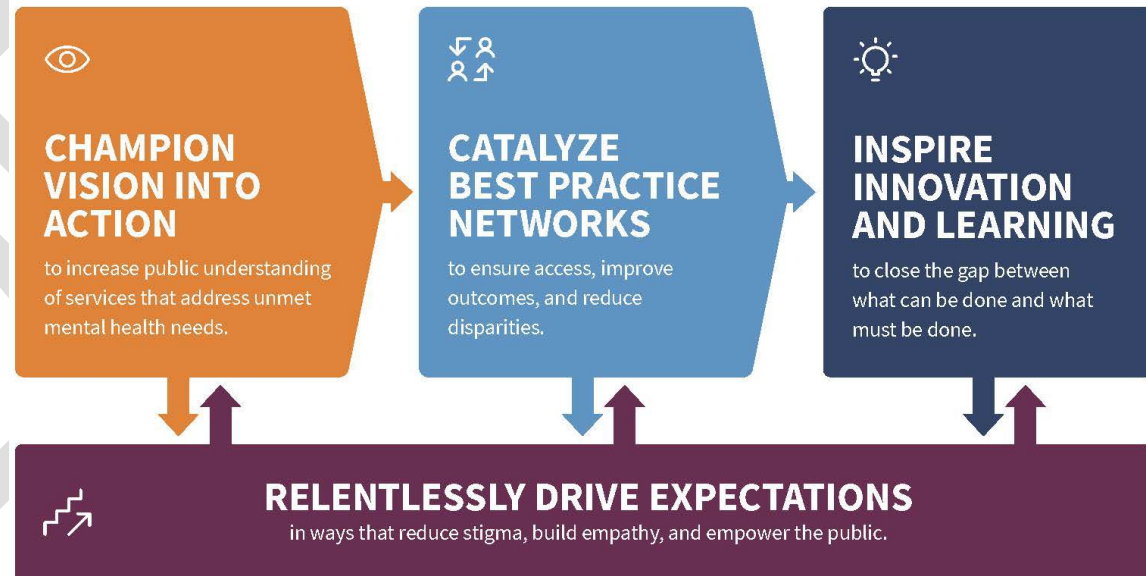 CHAMPION
VISION INTO
ACTION
to increase public understanding
of services that address unmet
mental health needs.
CATALYZE
BEST PRACTICE
NETWORKS
to ensure access, improve
outcomes, and reduce
disparities.
INSPIRE
INNOVATION
AND LEARNING
to close the gap between
what can be done and what
must be done.
RELENTLESSLY DRIVE EXPECTATIONS
in ways that reduce stigma, build empathy, and empower the public.